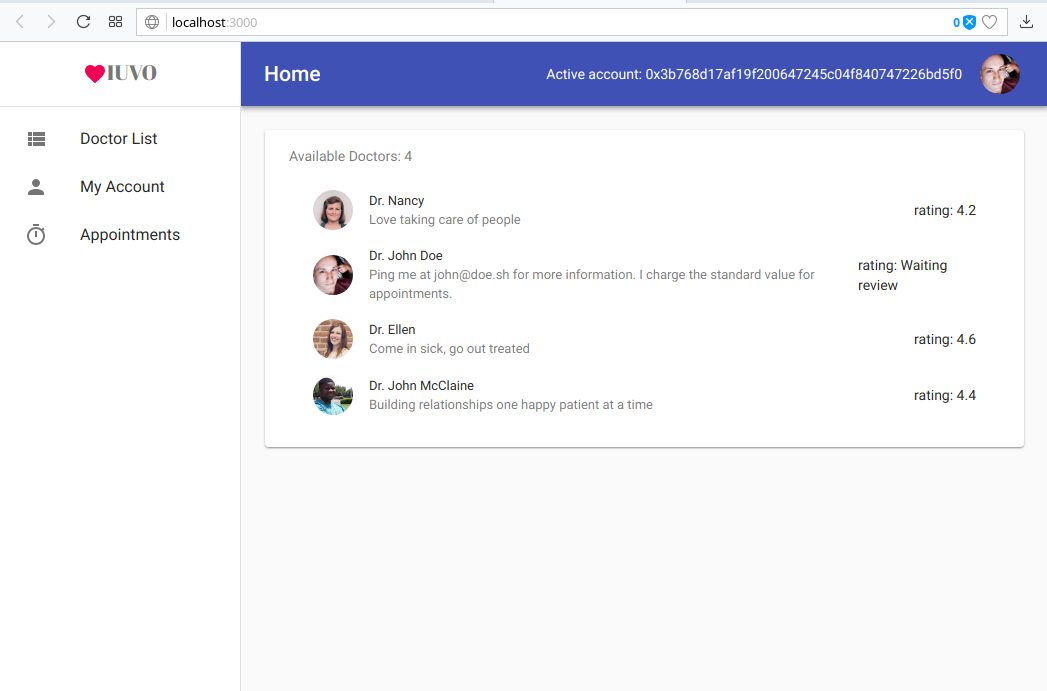 localhost:3000
0
IUVO
Home
Active account: 0x3b768d17af19f200647245c04f840747226bd5f0
Doctor List
My Account
Appointments
Available Doctors: 4
Dr. Nancy
Love taking care of people
rating: 4.2
Dr. John Doe
Ping me at john@doe.sh for more information. I charge the standard value for
appointments.
rating: Waiting
review
Dr. Ellen
Come in sick, go out treated
rating: 4.6
Dr. John McClaine
Building relationships one happy patient at a time
rating: 4.4